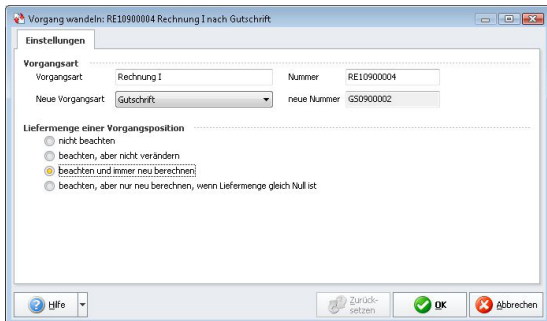 Vorgang wandeln: RE10900004 Rechnung I nach Gutschrift
Einstellungen
Vorgangsart
Vorgangsart Rechnung I Nummer RE10900004
Neue Vorgangsart Gutschrift neue Nummer GS0900002
Liefermenge einer Vorgangsposition
nicht beachten
beachten, aber nicht verändern
beachten und immer neu berechnen
beachten, aber nur neu berechnen, wenn Liefermenge gleich Null ist
Hilfe Zurück-
setzen OK Abbrechen